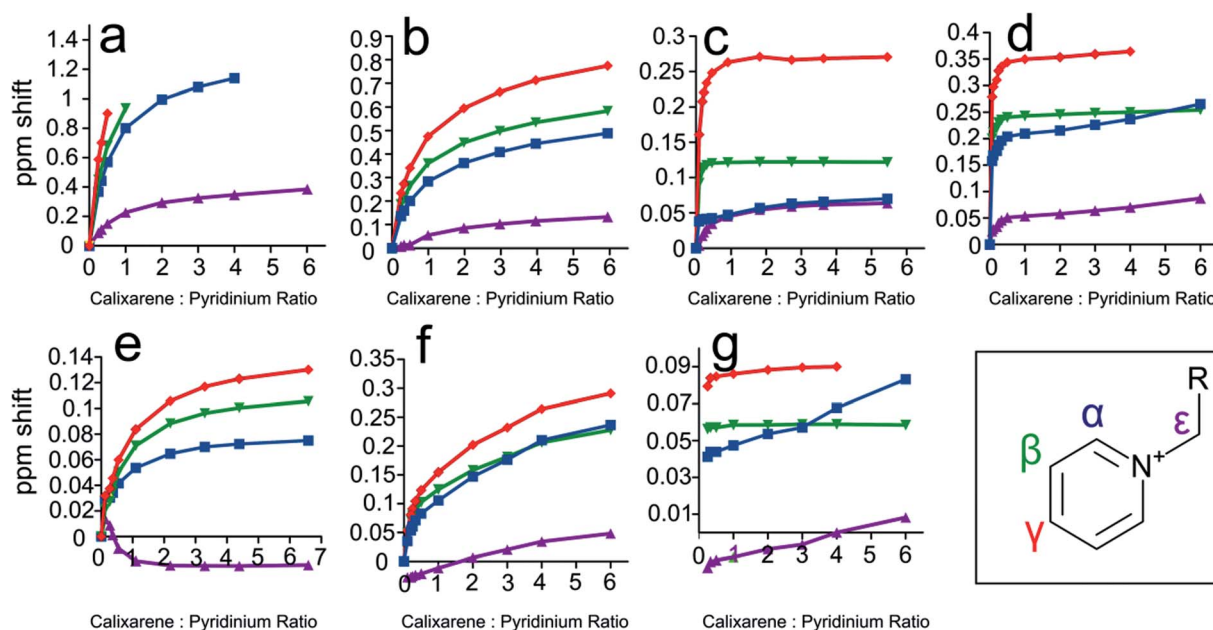 a
ppm shift
1.4
1.2
1
0.8
0.6
0.4
0.2
0
0 1 2 3 4 5 6
Calixarene : Pyridinium Ratio
b
0.9
0.8
0.7
0.6
0.5
0.4
0.3
0.2
0.1
0
0 1 2 3 4 5 6
Calixarene : Pyridinium Ratio
c
0.3
0.25
0.2
0.15
0.1
0.05
0
0 1 2 3 4 5 6
Calixarene : Pyridinium Ratio
d
0.4
0.35
0.3
0.25
0.2
0.15
0.1
0.05
0
0 1 2 3 4 5 6
Calixarene : Pyridinium Ratio
e
ppm shift
0.14
0.12
0.1
0.08
0.06
0.04
0.02
0
0 1 2 3 4 5 6 7
Calixarene : Pyridinium Ratio
f
0.35
0.3
0.25
0.2
0.15
0.1
0.05
0
0 1 2 3 4 5 6
Calixarene : Pyridinium Ratio
g
0.09
0.07
0.05
0.03
0.01
0 1 2 3 4 5 6
Calixarene : Pyridinium Ratio
R
α
ε
β
N+
γ